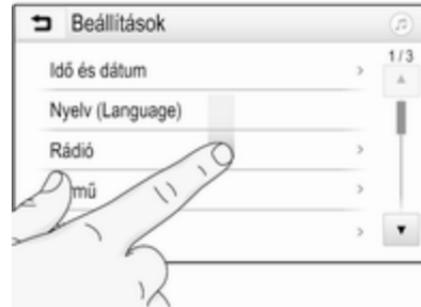 Beállítások
1/3
Idő és dátum
Nyelv (Language)
Rádió